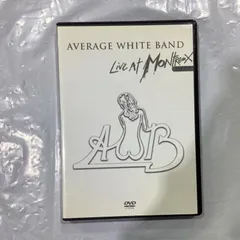 AVERAGE WHITE BAND
Live At Montreux
AWB
DVD